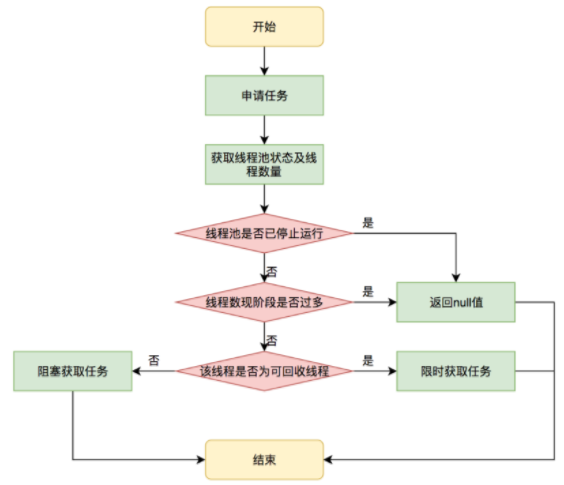 开始
申请任务
获取线程池状态及线
程数量
线程池是否已停止运行
是
否
线程数现阶段是否过多
是
返回null值
否
阻塞获取任务
否
该线程是否为可回收线程
是
限时获取任务
结束